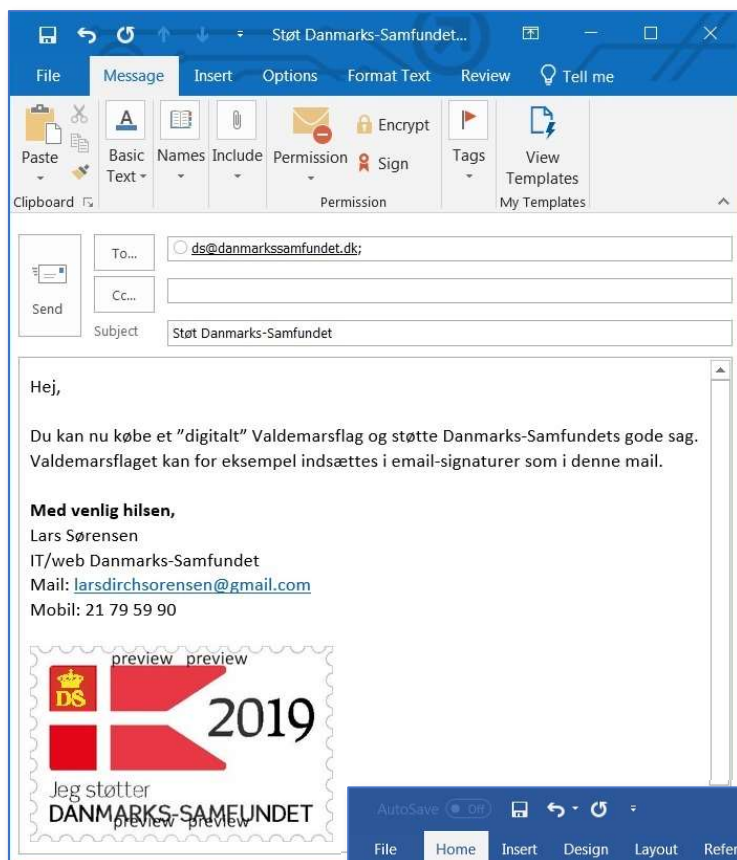 Støt Danmarks-Samfundet...
File Message Insert Options Format Text Review Tell me
Paste Basic Text Names Include Permission Encrypt Sign Tags View Templates
Clipboard Permission My Templates
To... ds@danmarkssamfundet.dk;
Cc...
Send
Subject Støt Danmarks-Samfundet
Hej,
Du kan nu købe et ”digitalt” Valdemarsflag og støtte Danmarks-Samfundets gode sag.
Valdemarsflaget kan for eksempel indsættes i email-signaturer som i denne mail.
Med venlig hilsen,
Lars Sørensen
IT/web Danmarks-Samfundet
Mail: larsdirchsorensen@gmail.com
Mobil: 21 79 59 90
preview preview
DS
2019
Jeg støtter
DANMARKS-SAMFUNDET
preview preview
AutoSave Off
File Home Insert Design Layout Refer